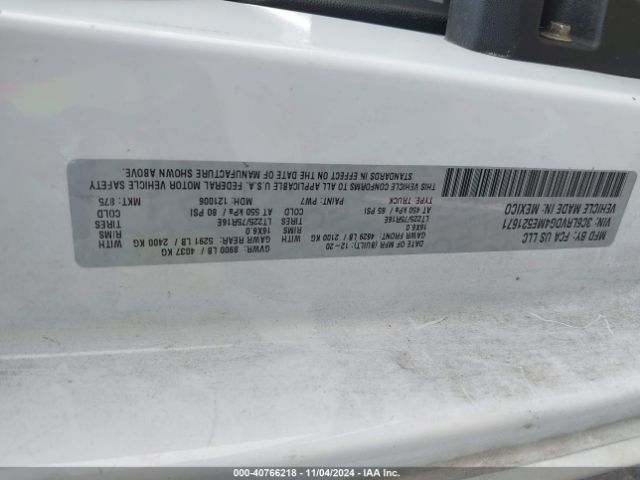 MFD BY: FCA US LLC
VIN: 3C6LRVDG4ME521671
VEHICLE MADE IN: MEXICO
DATE OF MFR (BUILT): 12-20
GAWR FRONT: 4629 LB / 2100 KG WITH
16X6.0 RIMS
LT225/75R16E TIRES
AT 450 kPa / 65 PSI COLD
TYPE: TRUCK PAINT: PW7 MDH: 121006 MKT: 875
GVWR: 8900 LB / 4037 KG
GAWR REAR: 5291 LB / 2400 KG WITH
16X6.0 RIMS
LT225/75R16E TIRES
AT 550 kPa / 80 PSI COLD
THIS VEHICLE CONFORMS TO ALL APPLICABLE U.S.A. FEDERAL MOTOR VEHICLE SAFETY
STANDARDS IN EFFECT ON THE DATE OF MANUFACTURE SHOWN ABOVE.
000-40766218 - 11/04/2024 - IAA Inc.